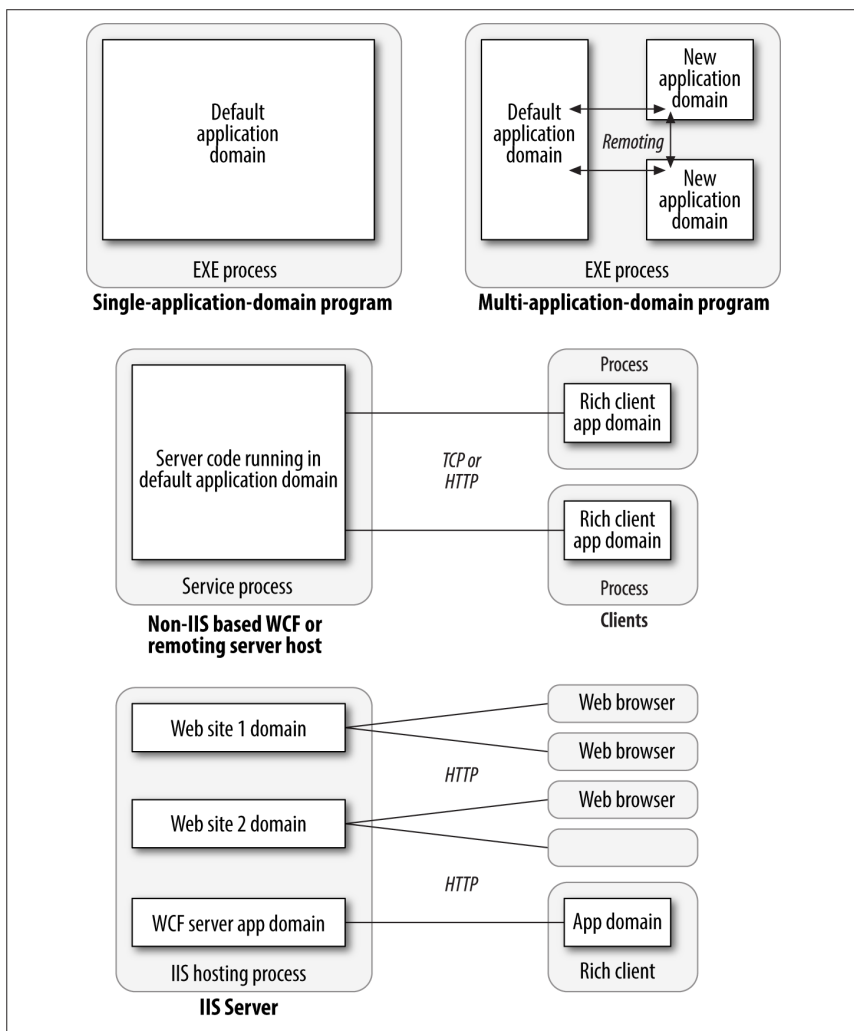 Default
application
domain
EXE process
Single-application-domain program
Default
application
domain
Remoting
New
application
domain
New
application
domain
EXE process
Multi-application-domain program
Server code running in
default application domain
Service process
Non-IIS based WCF or
remoting server host
TCP or
HTTP
Process
Rich client
app domain
Rich client
app domain
Process
Clients
Web site 1 domain
Web site 2 domain
WCF server app domain
IIS hosting process
IIS Server
HTTP
HTTP
Web browser
Web browser
Web browser
App domain
Rich client